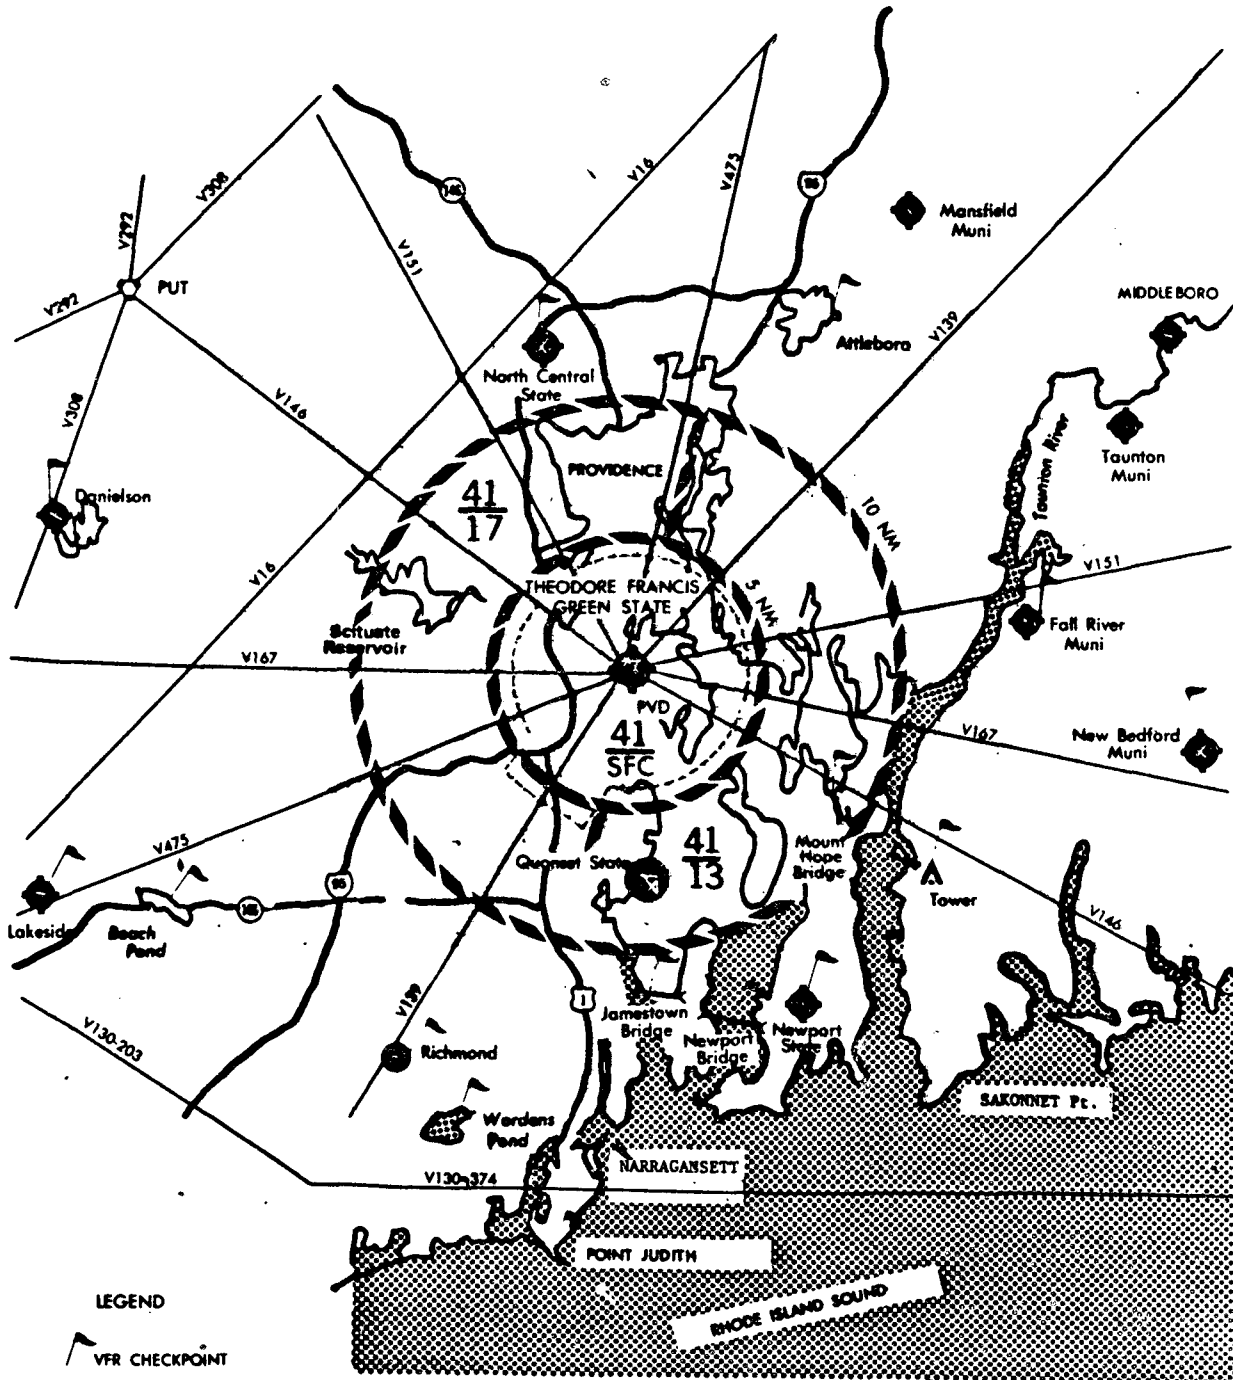 V16
V475
V308
146
95
V292
V151
Mansfield
Muni
PUT
V292
MIDDLEBORO
V139
Attleboro
North Central
State
V146
V308
Taunton River
Taunton
Muni
PROVIDENCE
41
17
Danielson
10 NM
V16
THEODORE FRANCIS
GREEN STATE
5 NM
V151
Scituate
Reservoir
Fall River
Muni
V167
PVD
41
SFC
V167
New Bedford
Muni
V475
Quonset State
41
13
Mount
Hope
Bridge
95
146
Tower
V146
Lakeside
Beach
Pond
V139
1
Jamestown
Bridge
Newport
Bridge
Newport
State
V130-203
Richmond
SAKONNET Pt.
Wordens
Pond
NARRAGANSETT
V130-374
POINT JUDITH
RHODE ISLAND SOUND
LEGEND
VFR CHECKPOINT